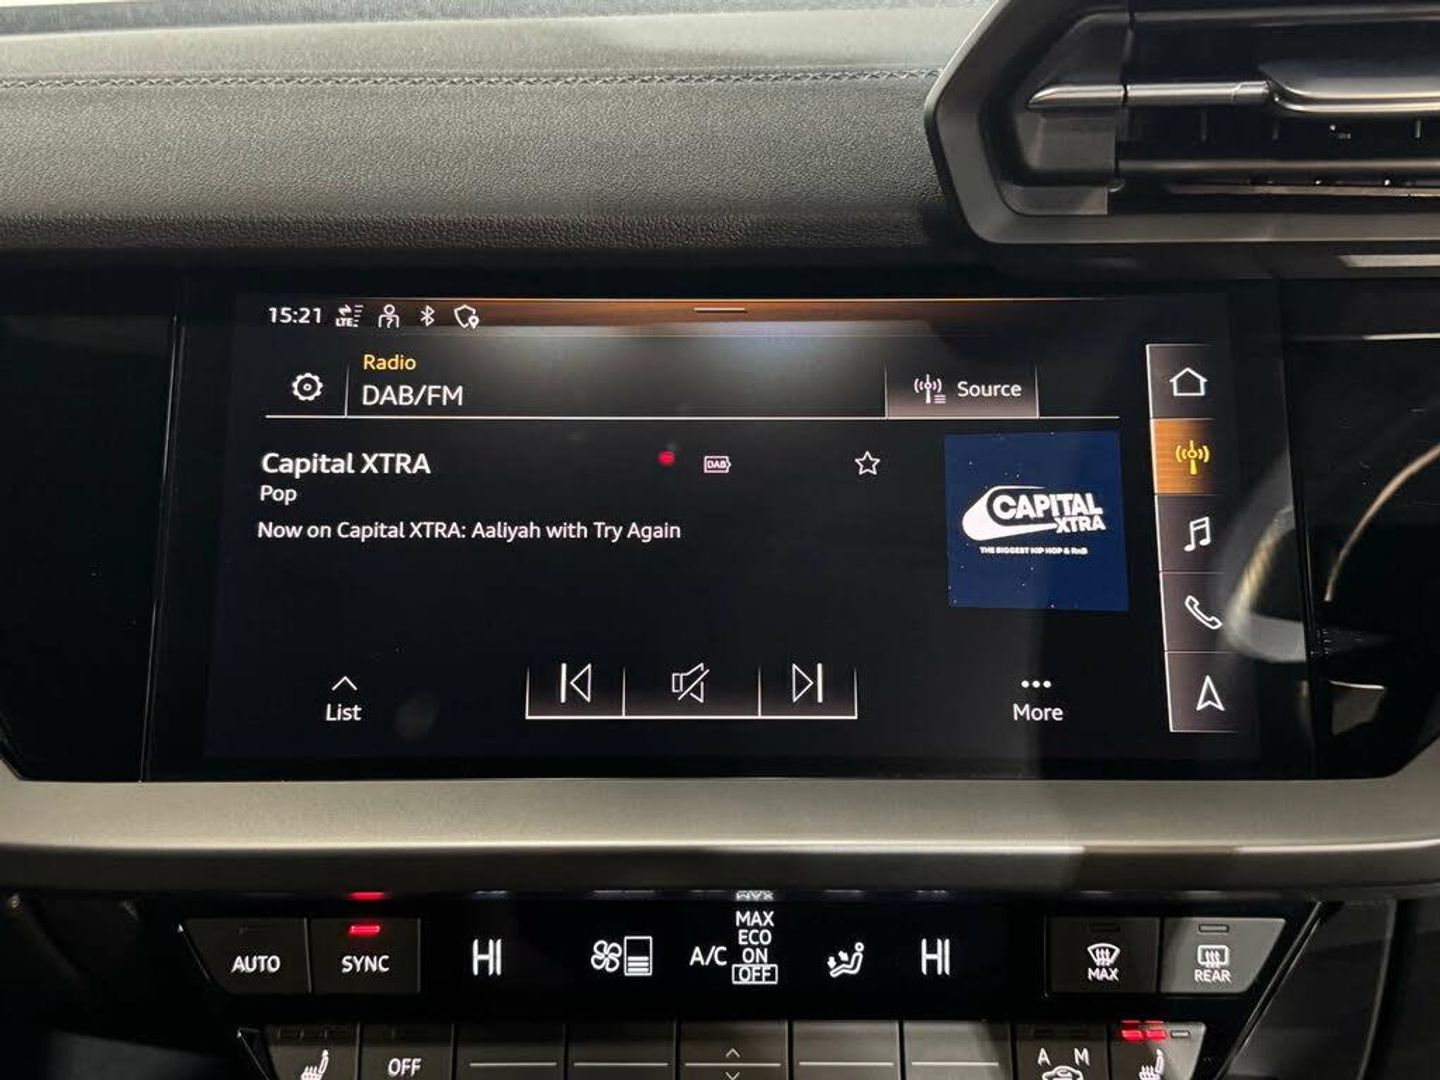 15:21
LTE
Radio
DAB/FM
Source
Capital XTRA
DAB
Pop
Now on Capital XTRA: Aaliyah with Try Again
CAPITAL
XTRA
THE BIGGEST HIP HOP & RnB
List
More
AUTO
SYNC
HI
A/C
MAX
ECO
ON
OFF
HI
MAX
REAR
OFF
A M